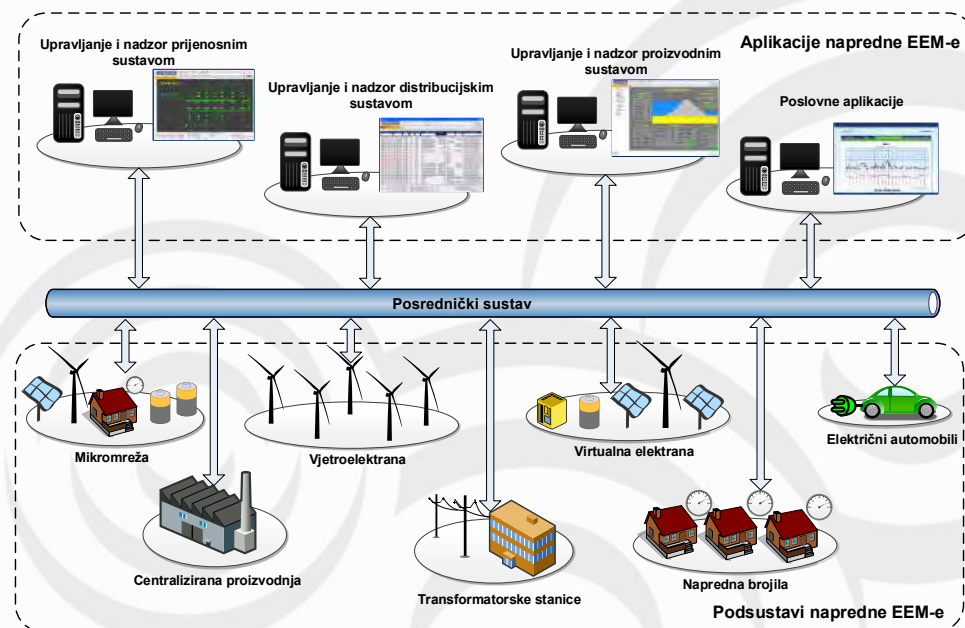 Upravljanje i nadzor prijenosnim
sustavom
Upravljanje i nadzor distribucijskim
sustavom
Upravljanje i nadzor proizvodnim
sustavom
Aplikacije napredne EEM-e
Poslovne aplikacije
Posrednički sustav
Mikromreža
Vjetroelektrana
Virtualna elektrana
Električni automobili
Centralizirana proizvodnja
Transformatorske stanice
Napredna brojila
Podsustavi napredne EEM-e